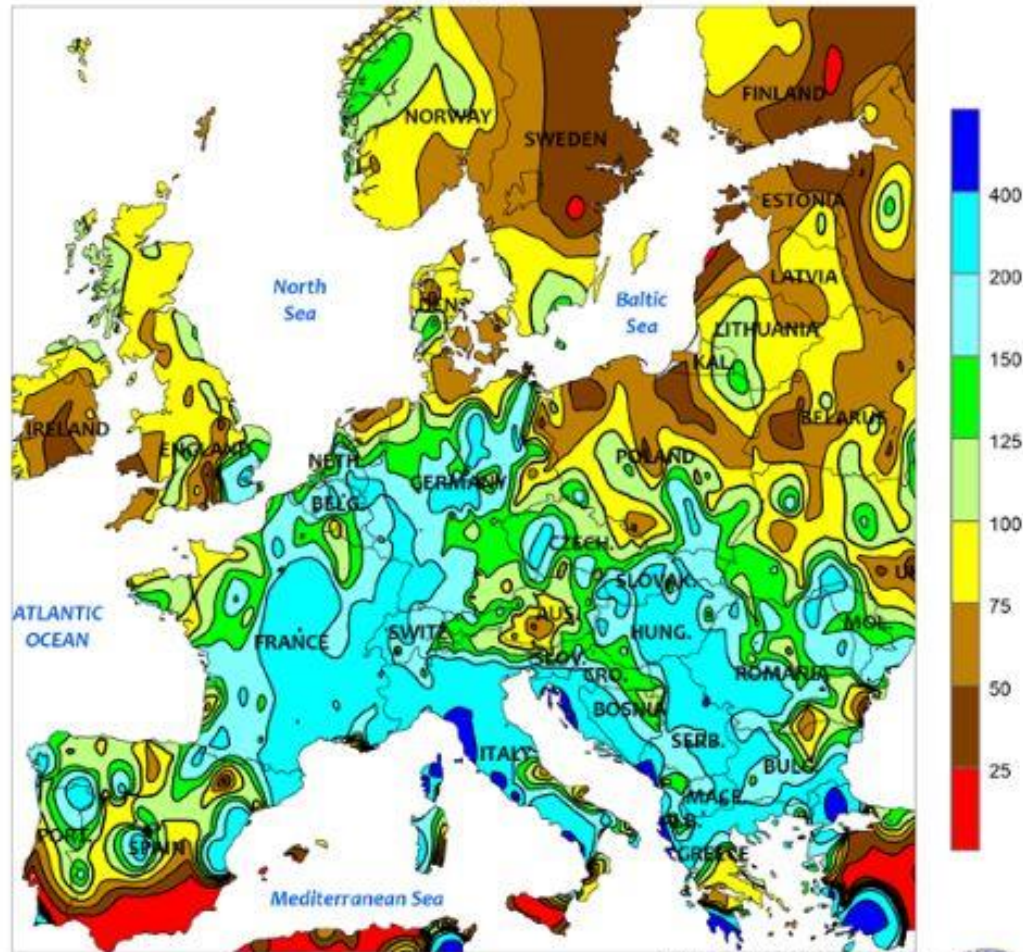 NORWAY
FINLAND
SWEDEN
ESTONIA
North
Sea
LATVIA
Baltic
Sea
LITHUANIA
KAL.
DEN.
IRELAND
ENGLAND
BELARUS
NETH.
POLAND
GERMANY
BELG.
CZECH.
SLOVAK.
ATLANTIC
OCEAN
FRANCE
SWITZ.
AUS.
HUNG.
MOL.
SLOV.
CRO.
ROMANIA
BOSNIA
SERB.
ITALY
BULG.
MACE.
PORT.
SPAIN
GREECE
Mediterranean Sea
400
200
150
125
100
75
50
25